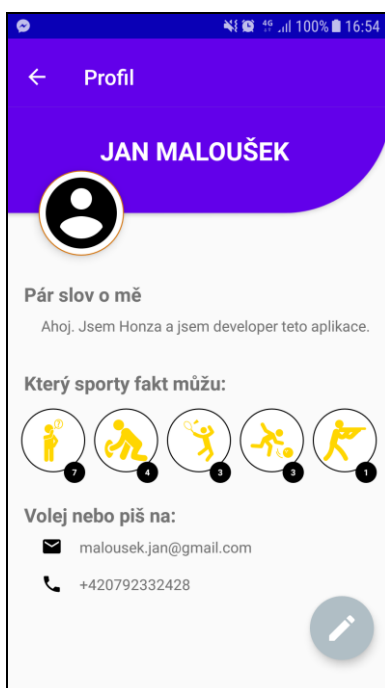 4G 100% 16:54
Profil
JAN MALOUŠEK
Pár slov o mě
Ahoj. Jsem Honza a jsem developer teto aplikace.
Který sporty fakt můžu:
7 4 3 3 1
Volej nebo piš na:
malousek.jan@gmail.com
+420792332428